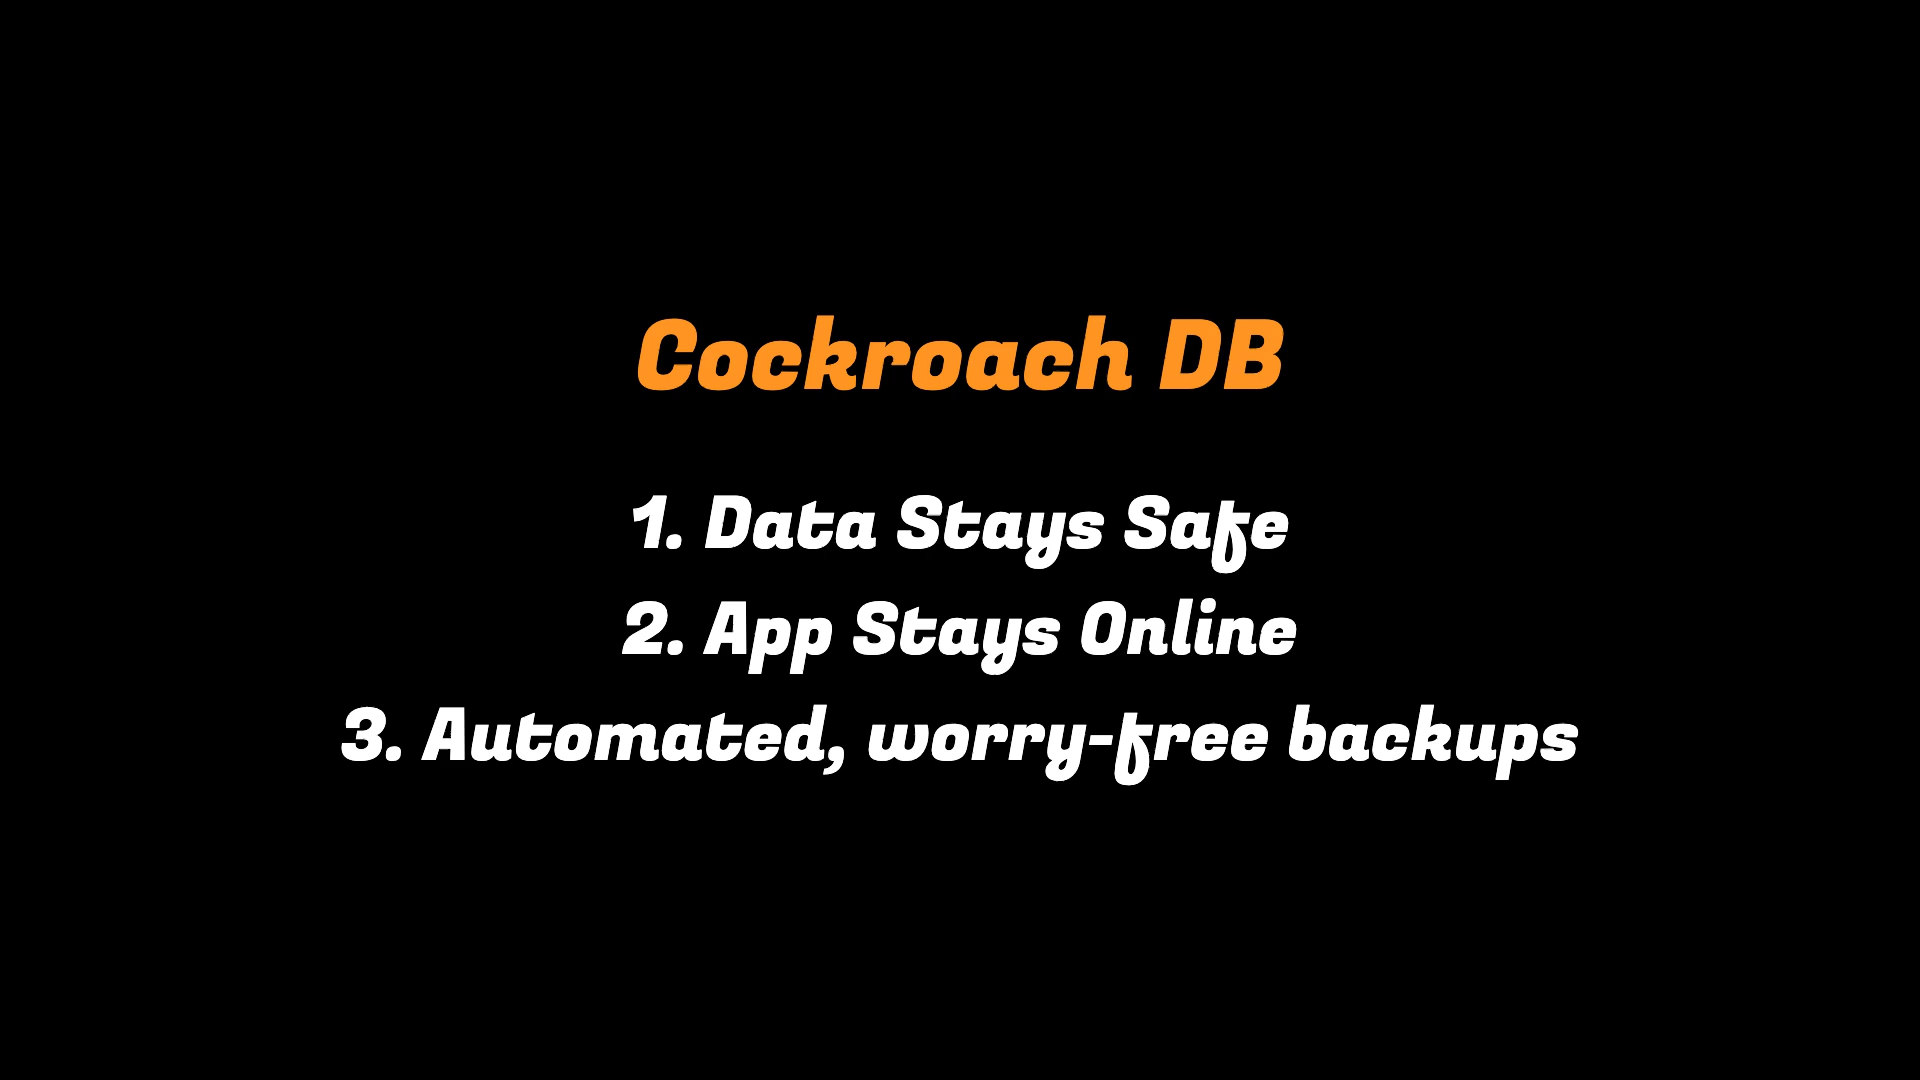 Cockroach DB
1. Data Stays Safe
2. App Stays Online
3. Automated, worry-free backups